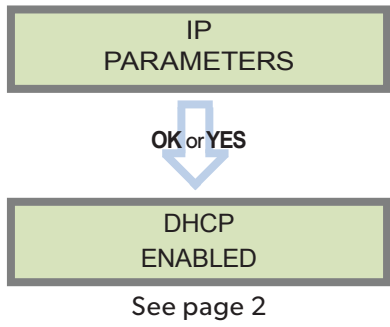 IP
PARAMETERS
OK or YES
DHCP
ENABLED
See page 2